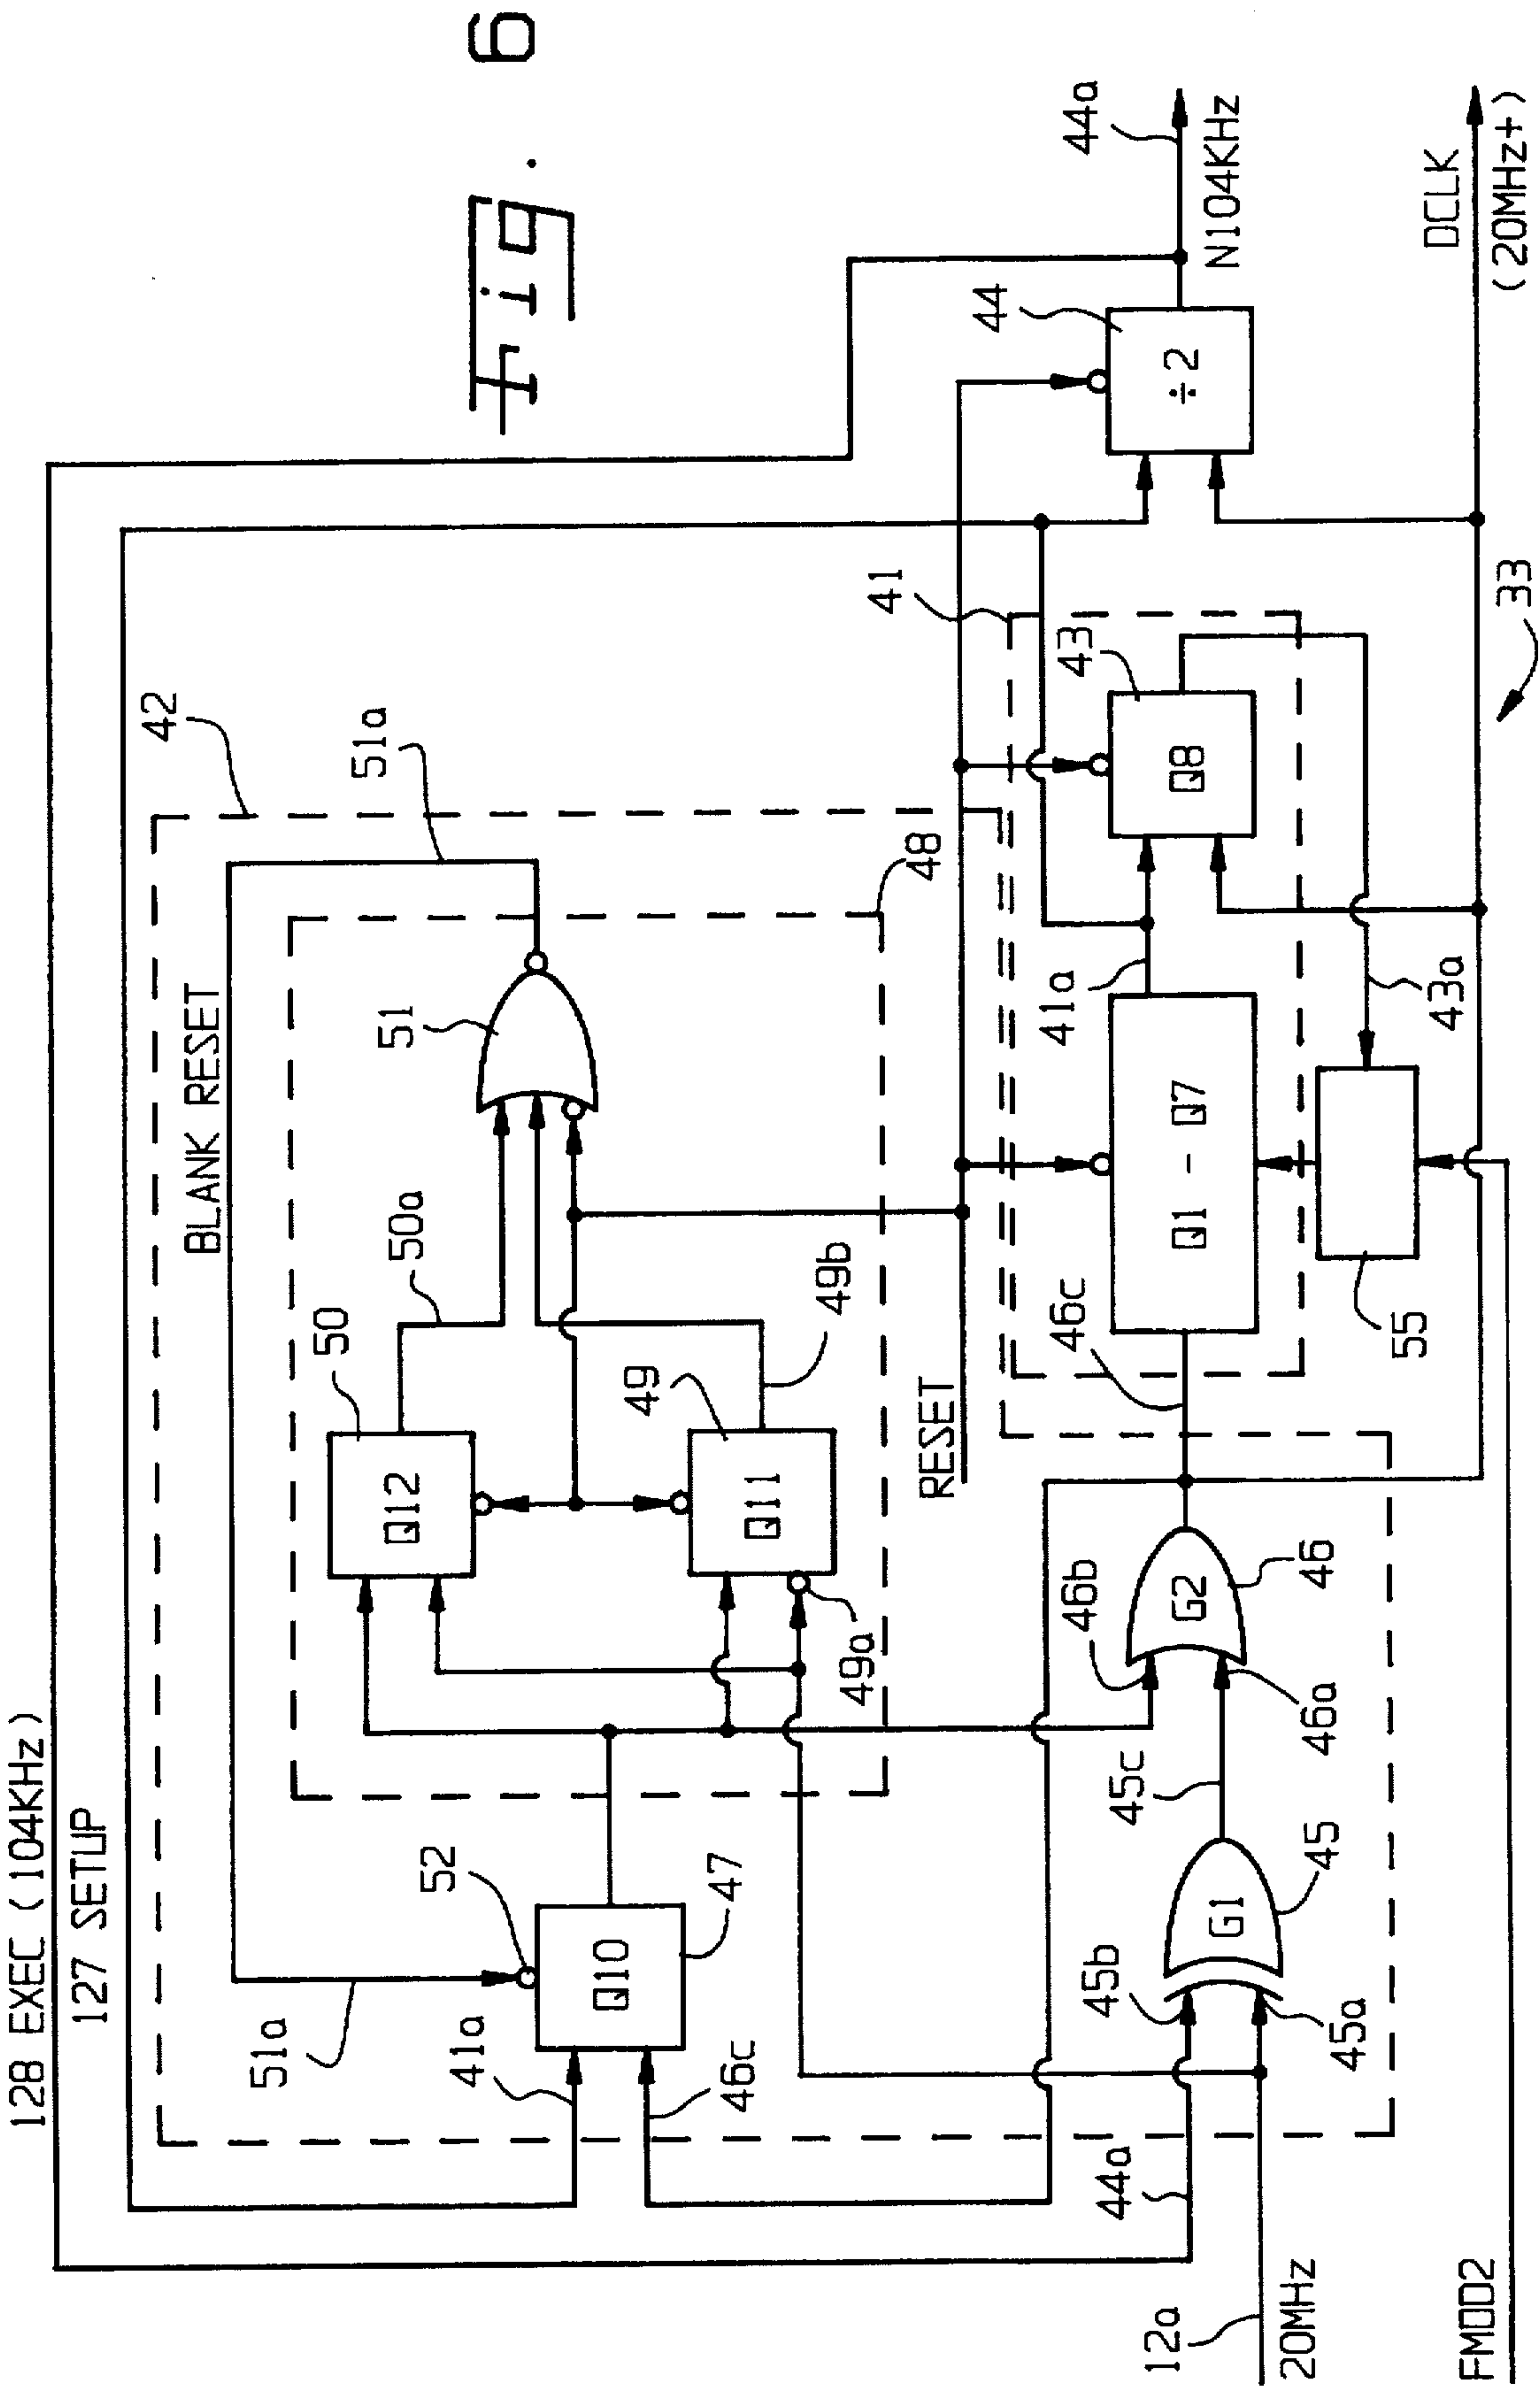 Fig. 6
128 EXEC (104KHz)
127 SETUP
BLANK RESET
42
51a
51a
52
50
50a
51
Q12
Q10
47
41a
46c
49
Q11
49a
49b
48
RESET
41
44a
44
÷2
N104KHz
45b
45c
46b
46c
41a
43
Q1 - Q7
Q8
G1
G2
45a
45
46a
46
44a
12a
20MHz
55
43a
DCLK
(20MHz+)
FMOD2
33